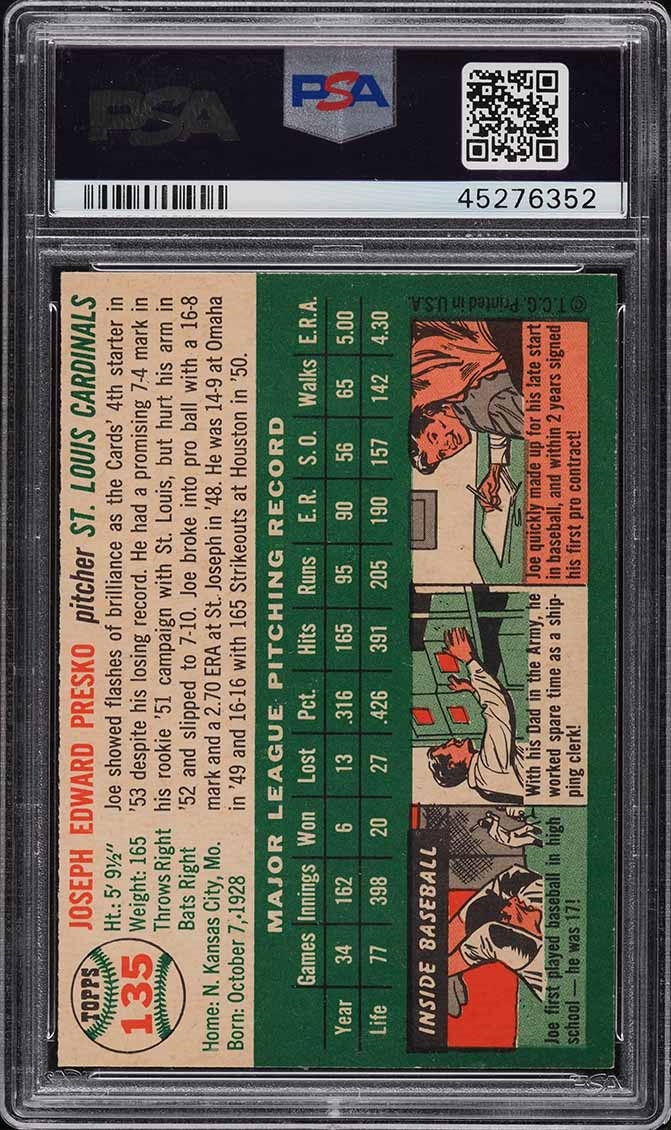 PSA
PSA
45276352
TOPPS
135
JOSEPH EDWARD PRESKO pitcher ST. LOUIS CARDINALS
Ht.: 5' 9½"
Weight: 165
Throws Right
Bats Right
Home: N. Kansas City, Mo.
Born: October 7, 1928
Joe showed flashes of brilliance as the Cards' 4th starter in
'53 despite his losing record. He had a promising 7-4 mark in
his rookie '51 campaign with St. Louis, but hurt his arm in
'52 and slipped to 7-10. Joe broke into pro ball with a 16-8
mark and a 2.70 ERA at St. Joseph in '48. He was 14-9 at Omaha
in '49 and 16-16 with 165 Strikeouts at Houston in '50.
MAJOR LEAGUE PITCHING RECORD
Games Innings Won Lost Pct. Hits Runs E.R. S.O. Walks E.R.A.
Year 34 162 6 13 .316 165 95 90 56 65 5.00
Life 77 398 20 27 .426 391 205 190 157 142 4.30
INSIDE BASEBALL
Joe first played baseball in high
school — he was 17!
With his Dad in the Army, he
worked spare time as a ship-
ping clerk!
Joe quickly made up for his late start
in baseball, and within 2 years signed
his first pro contract!
© T.C.G. Printed in U.S.A.
PSA